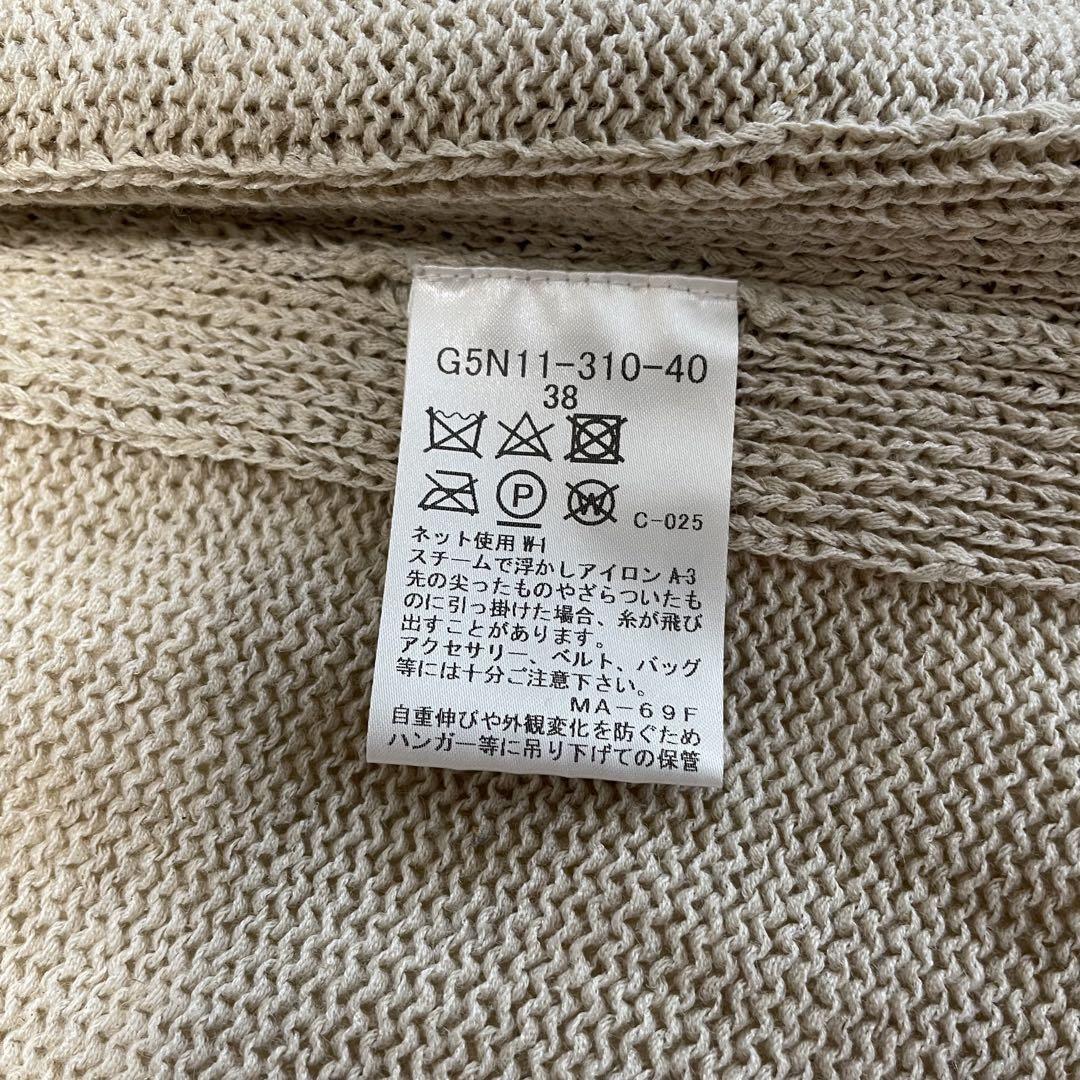 G5N11-310-40
38
P
W
C-025
ネット使用 W-1
スチームで浮かしアイロン A-3
先の尖ったものやざらついたも
のに引っ掛けた場合、糸が飛び
出すことがあります。
アクセサリー、ベルト、バッグ
等には十分ご注意下さい。
MA-69F
自重伸びや外観変化を防ぐため
ハンガー等に吊り下げての保管